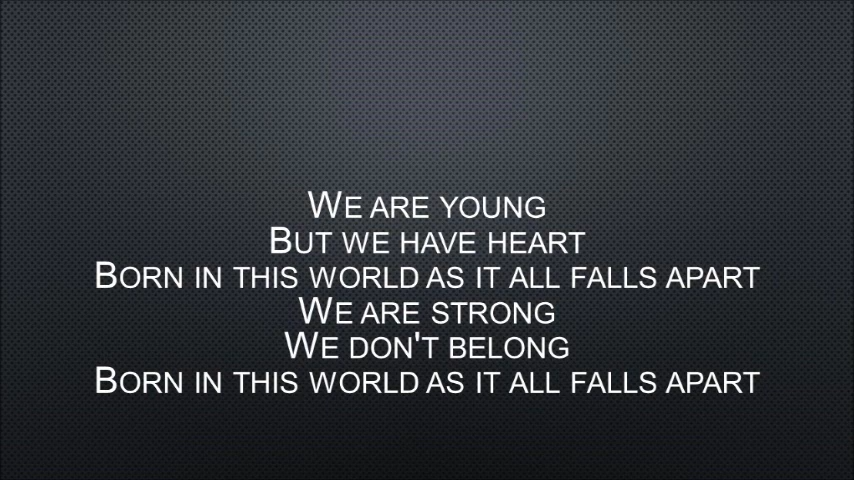 We are young
But we have heart
Born in this world as it all falls apart
We are strong
We don't belong
Born in this world as it all falls apart